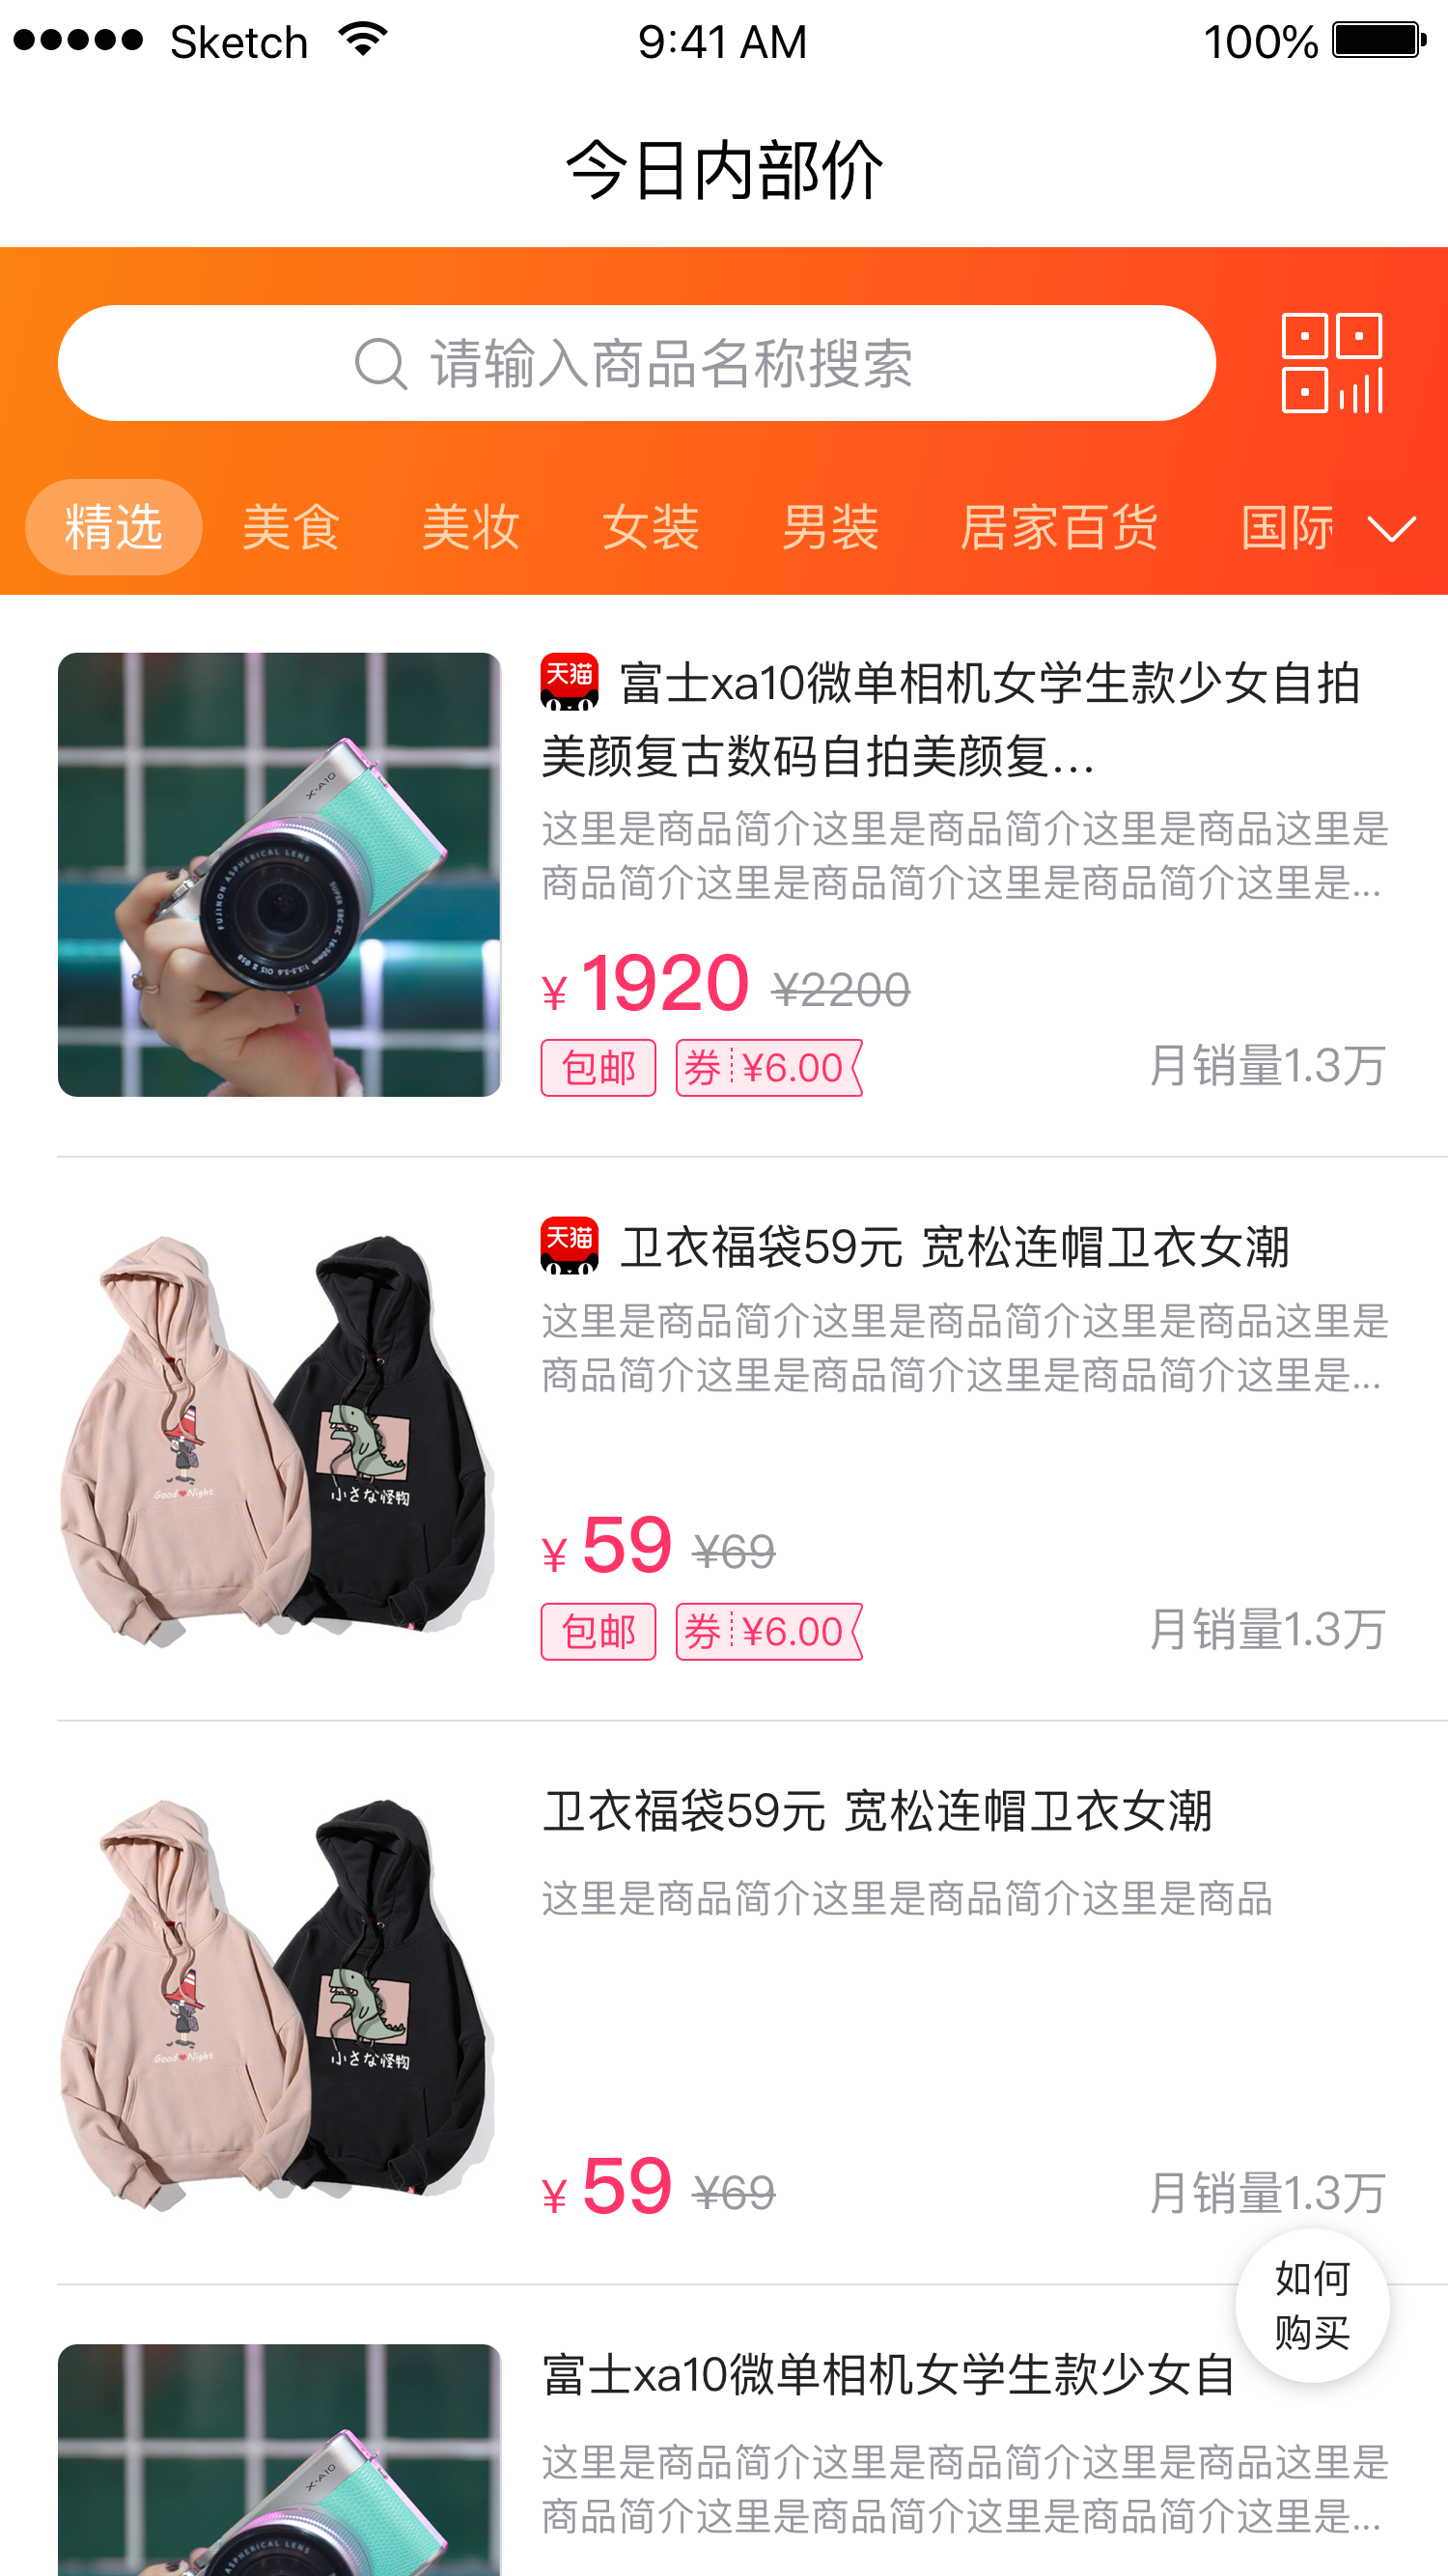 Sketch 9:41 AM 100%
今日内部价
请输入商品名称搜索
精选 美食 美妆 女装 男装 居家百货 国际
天猫 富士xa10微单相机女学生款少女自拍
美颜复古数码自拍美颜复...
这里是商品简介这里是商品简介这里是商品这里是
商品简介这里是商品简介这里是商品简介这里是...
¥ 1920 ¥2200
包邮 券 ¥6.00 月销量1.3万
X-A10
FUJINON ASPHERICAL LENS
SUPER EBC XC 16-50mm 1:3.5-5.6 OIS II Ø58
天猫 卫衣福袋59元 宽松连帽卫衣女潮
这里是商品简介这里是商品简介这里是商品这里是
商品简介这里是商品简介这里是商品简介这里是...
Good Night
小さな怪物
¥ 59 ¥69
包邮 券 ¥6.00 月销量1.3万
卫衣福袋59元 宽松连帽卫衣女潮
这里是商品简介这里是商品简介这里是商品
Good Night
小さな怪物
¥ 59 ¥69 月销量1.3万
如何
购买
富士xa10微单相机女学生款少女自
这里是商品简介这里是商品简介这里是商品这里是
商品简介这里是商品简介这里是商品简介这里是...
X-A10
ASPHERICAL LENS